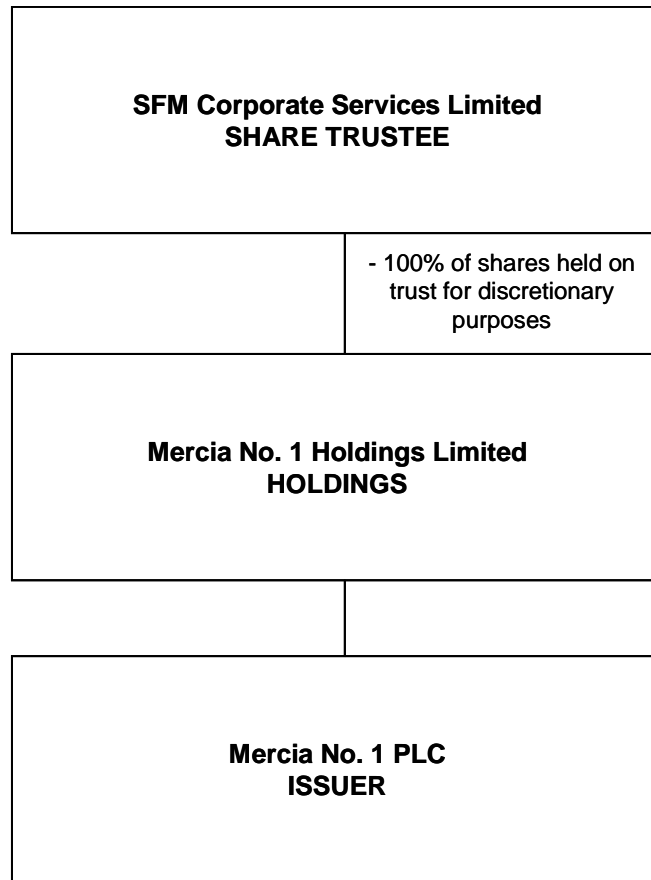 SFM Corporate Services Limited
SHARE TRUSTEE
- 100% of shares held on
trust for discretionary
purposes
Mercia No. 1 Holdings Limited
HOLDINGS
Mercia No. 1 PLC
ISSUER